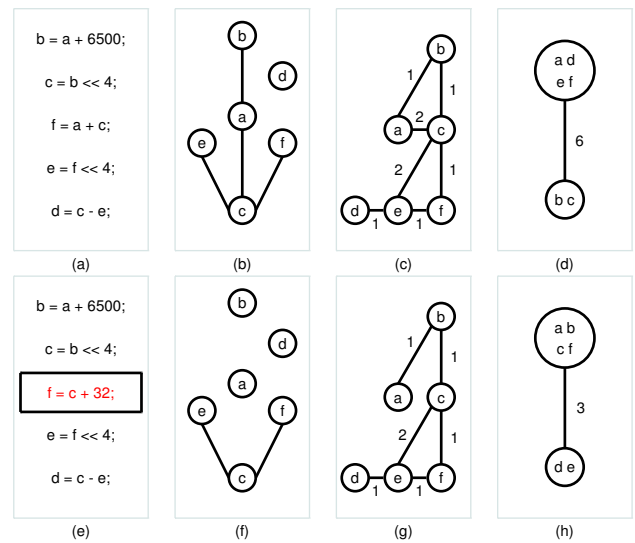 b = a + 6500;
c = b << 4;
f = a + c;
e = f << 4;
d = c - e;
(a)
b
d
a
e
f
c
(b)
b
1
1
2
a
c
2
1
d
e
f
1
1
(c)
a d
e f
6
b c
(d)
b = a + 6500;
c = b << 4;
f = c + 32;
e = f << 4;
d = c - e;
(e)
b
d
a
e
f
c
(f)
b
1
1
a
c
2
1
d
e
f
1
1
(g)
a b
c f
3
d e
(h)